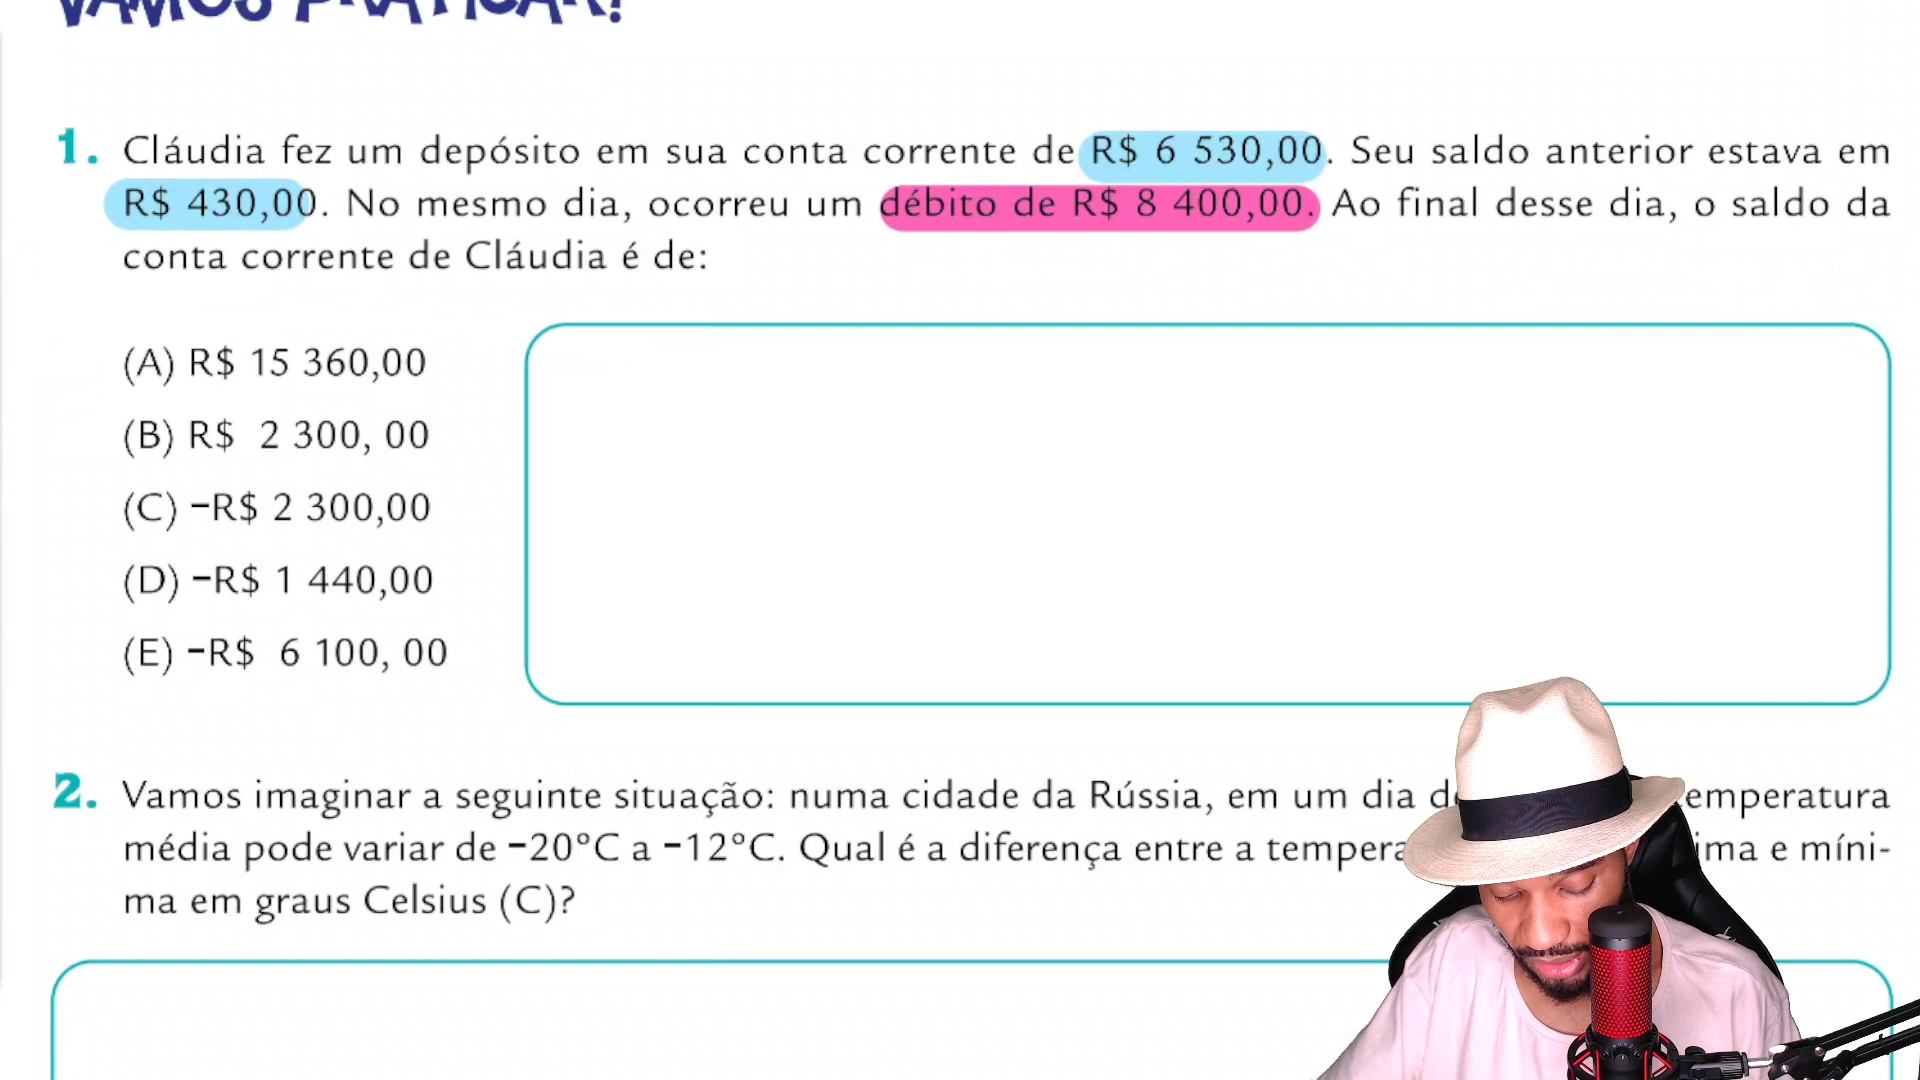 VAMOS PRATICAR!
1. Cláudia fez um depósito em sua conta corrente de R$ 6 530,00. Seu saldo anterior estava em
R$ 430,00. No mesmo dia, ocorreu um débito de R$ 8 400,00. Ao final desse dia, o saldo da
conta corrente de Cláudia é de:
(A) R$ 15 360,00
(B) R$ 2 300, 00
(C) –R$ 2 300,00
(D) –R$ 1 440,00
(E) –R$ 6 100, 00
2. Vamos imaginar a seguinte situação: numa cidade da Rússia, em um dia
média pode variar de –20°C a –12°C. Qual é a diferença entre a e míni-
ma em graus Celsius (C)?